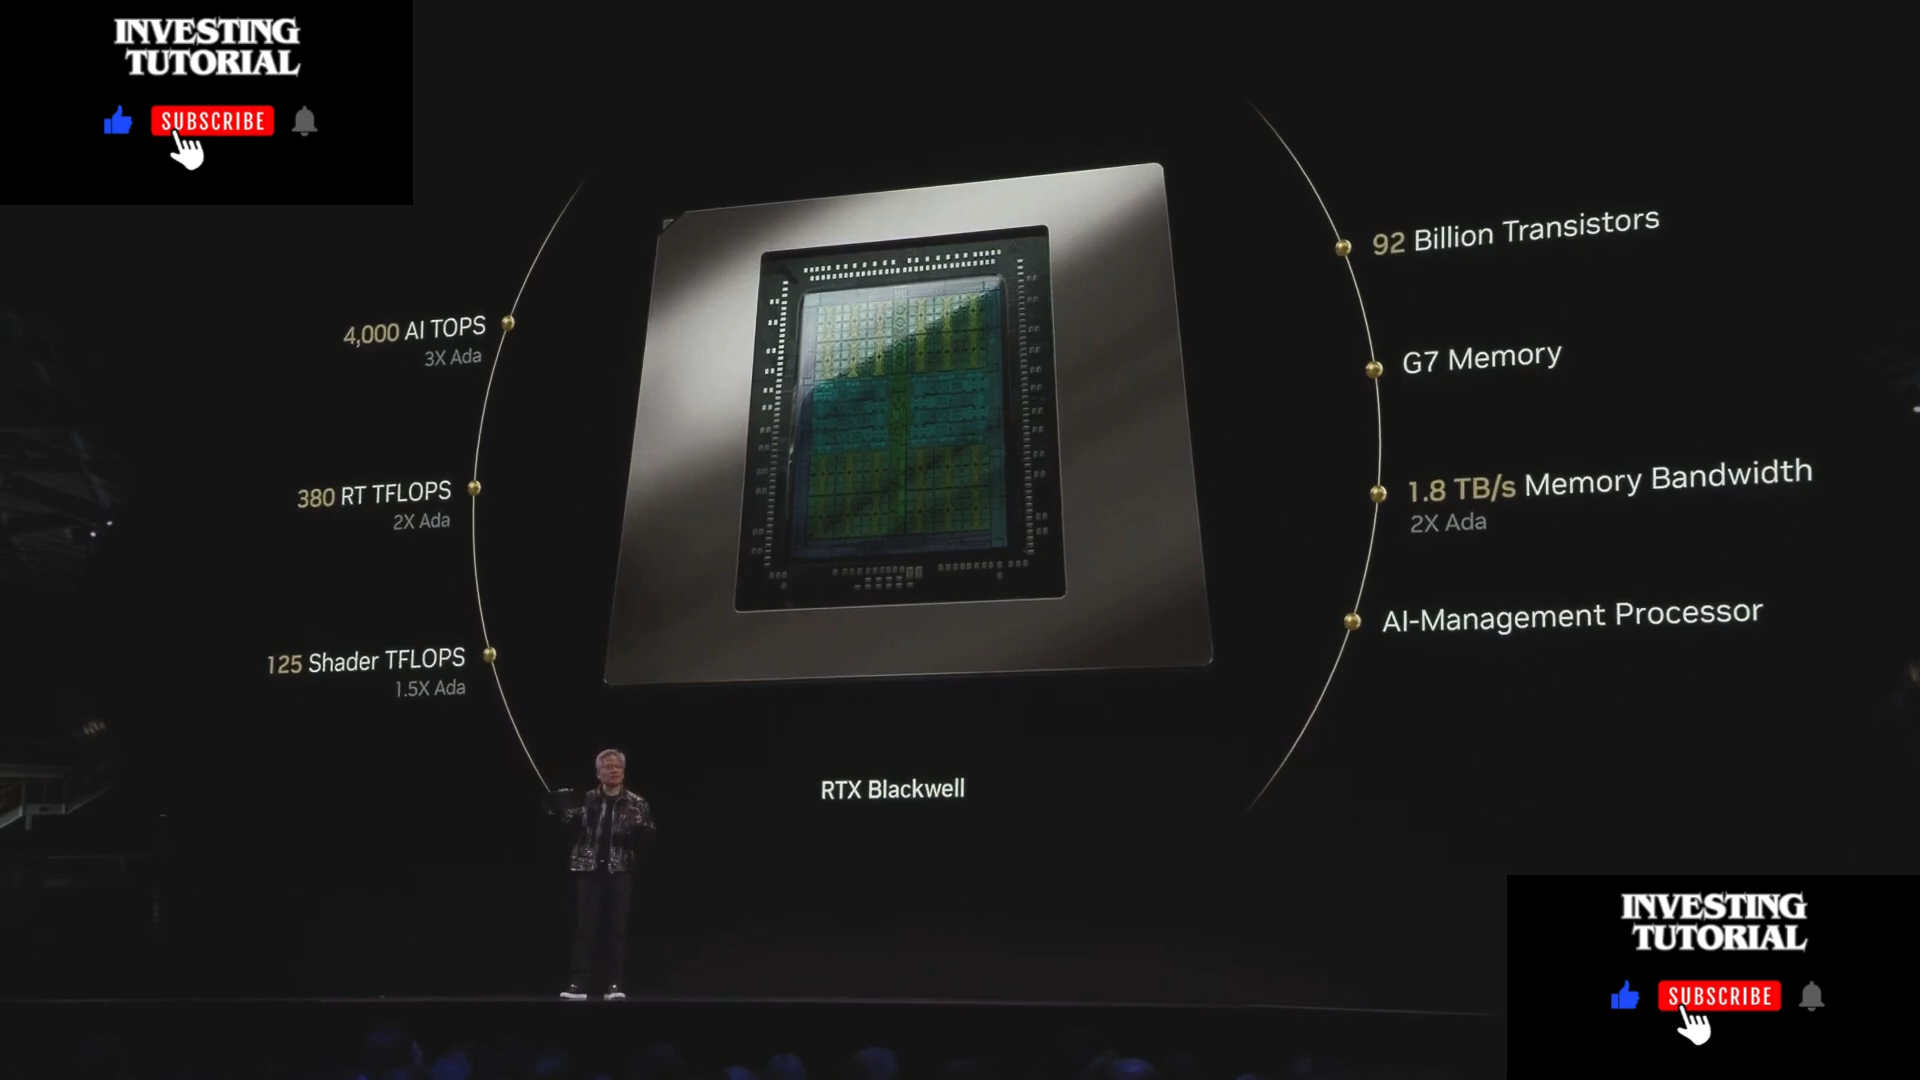 INVESTING
TUTORIAL
SUBSCRIBE
4,000 AI TOPS
3X Ada
380 RT TFLOPS
2X Ada
125 Shader TFLOPS
1.5X Ada
92 Billion Transistors
G7 Memory
1.8 TB/s Memory Bandwidth
2X Ada
AI-Management Processor
RTX Blackwell
INVESTING
TUTORIAL
SUBSCRIBE